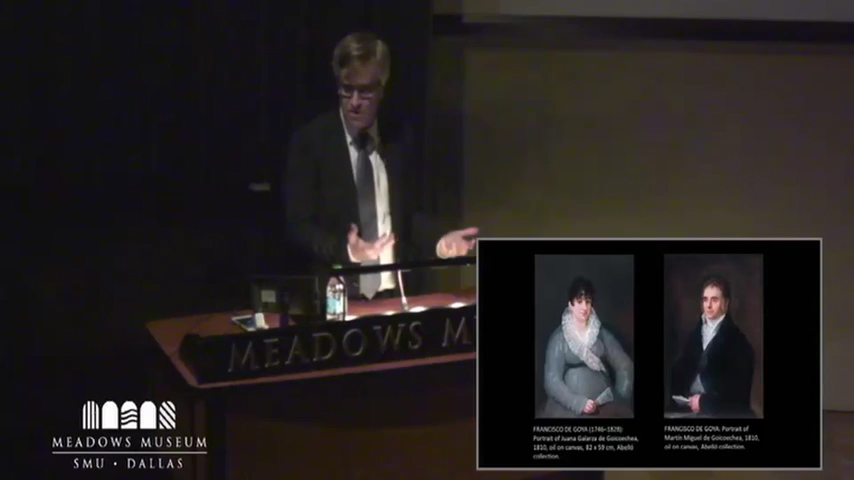 MEADOWS M
MEADOWS MUSEUM
SMU • DALLAS
FRANCISCO DE GOYA (1746–1828)
Portrait of Juana Galarza de Goicoechea,
1810, oil on canvas, 82 x 59 cm, Abelló
collection.
FRANCISCO DE GOYA. Portrait of
Martín Miguel de Goicoechea, 1810,
oil on canvas, Abelló collection.